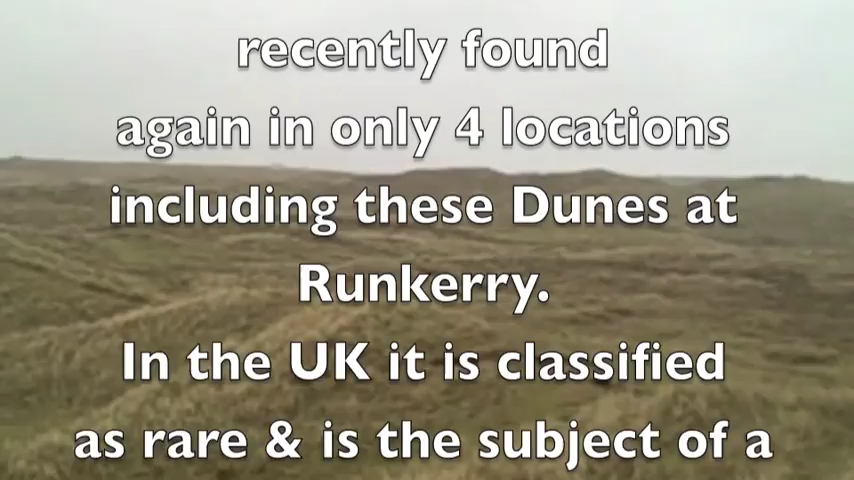 recently found
again in only 4 locations
including these Dunes at
Runkerry.
In the UK it is classified
as rare & is the subject of a